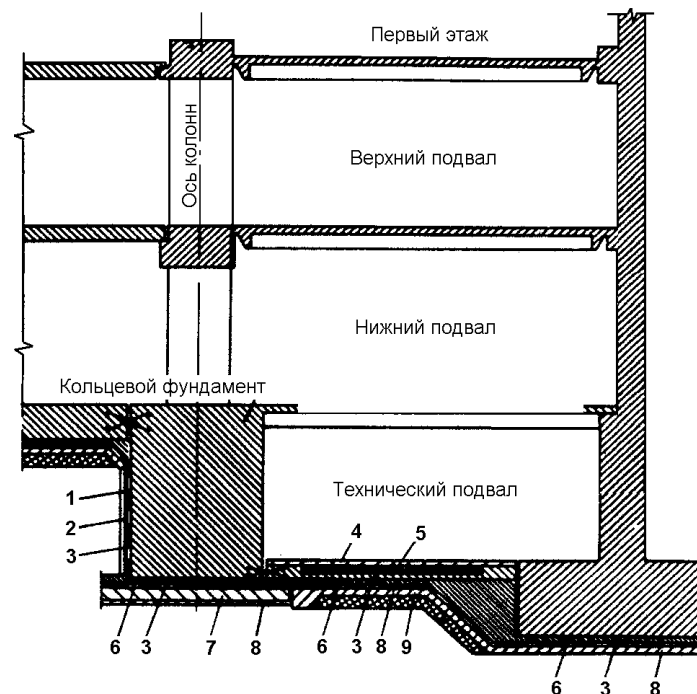 Первый этаж
Ось колонн
Верхний подвал
Нижний подвал
Кольцевой фундамент
1
2
3
Технический подвал
4 5
6 3 7 8 6 3 8 9
6 3 8